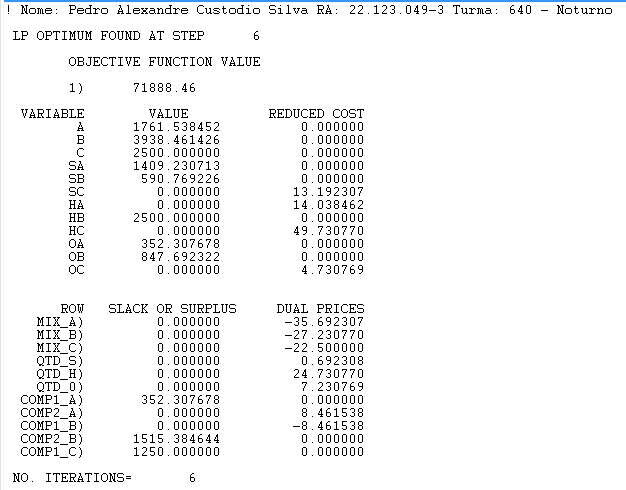 ! Nome: Pedro Alexandre Custodio Silva RA: 22.123.049-3 Turma: 640 - Noturno
LP OPTIMUM FOUND AT STEP 6
OBJECTIVE FUNCTION VALUE
1) 71888.46
VARIABLE VALUE REDUCED COST
A 1761.538452 0.000000
B 3938.461426 0.000000
C 2500.000000 0.000000
SA 1409.230713 0.000000
SB 590.769226 0.000000
SC 0.000000 13.192307
HA 0.000000 14.038462
HB 2500.000000 0.000000
HC 0.000000 49.730770
OA 352.307678 0.000000
OB 847.692322 0.000000
OC 0.000000 4.730769
ROW SLACK OR SURPLUS DUAL PRICES
MIX_A) 0.000000 -35.692307
MIX_B) 0.000000 -27.230770
MIX_C) 0.000000 -22.500000
QTD_S) 0.000000 0.692308
QTD_H) 0.000000 24.730770
QTD_0) 0.000000 7.230769
COMP1_A) 352.307678 0.000000
COMP2_A) 0.000000 8.461538
COMP1_B) 0.000000 -8.461538
COMP2_B) 1515.384644 0.000000
COMP1_C) 1250.000000 0.000000
NO. ITERATIONS= 6